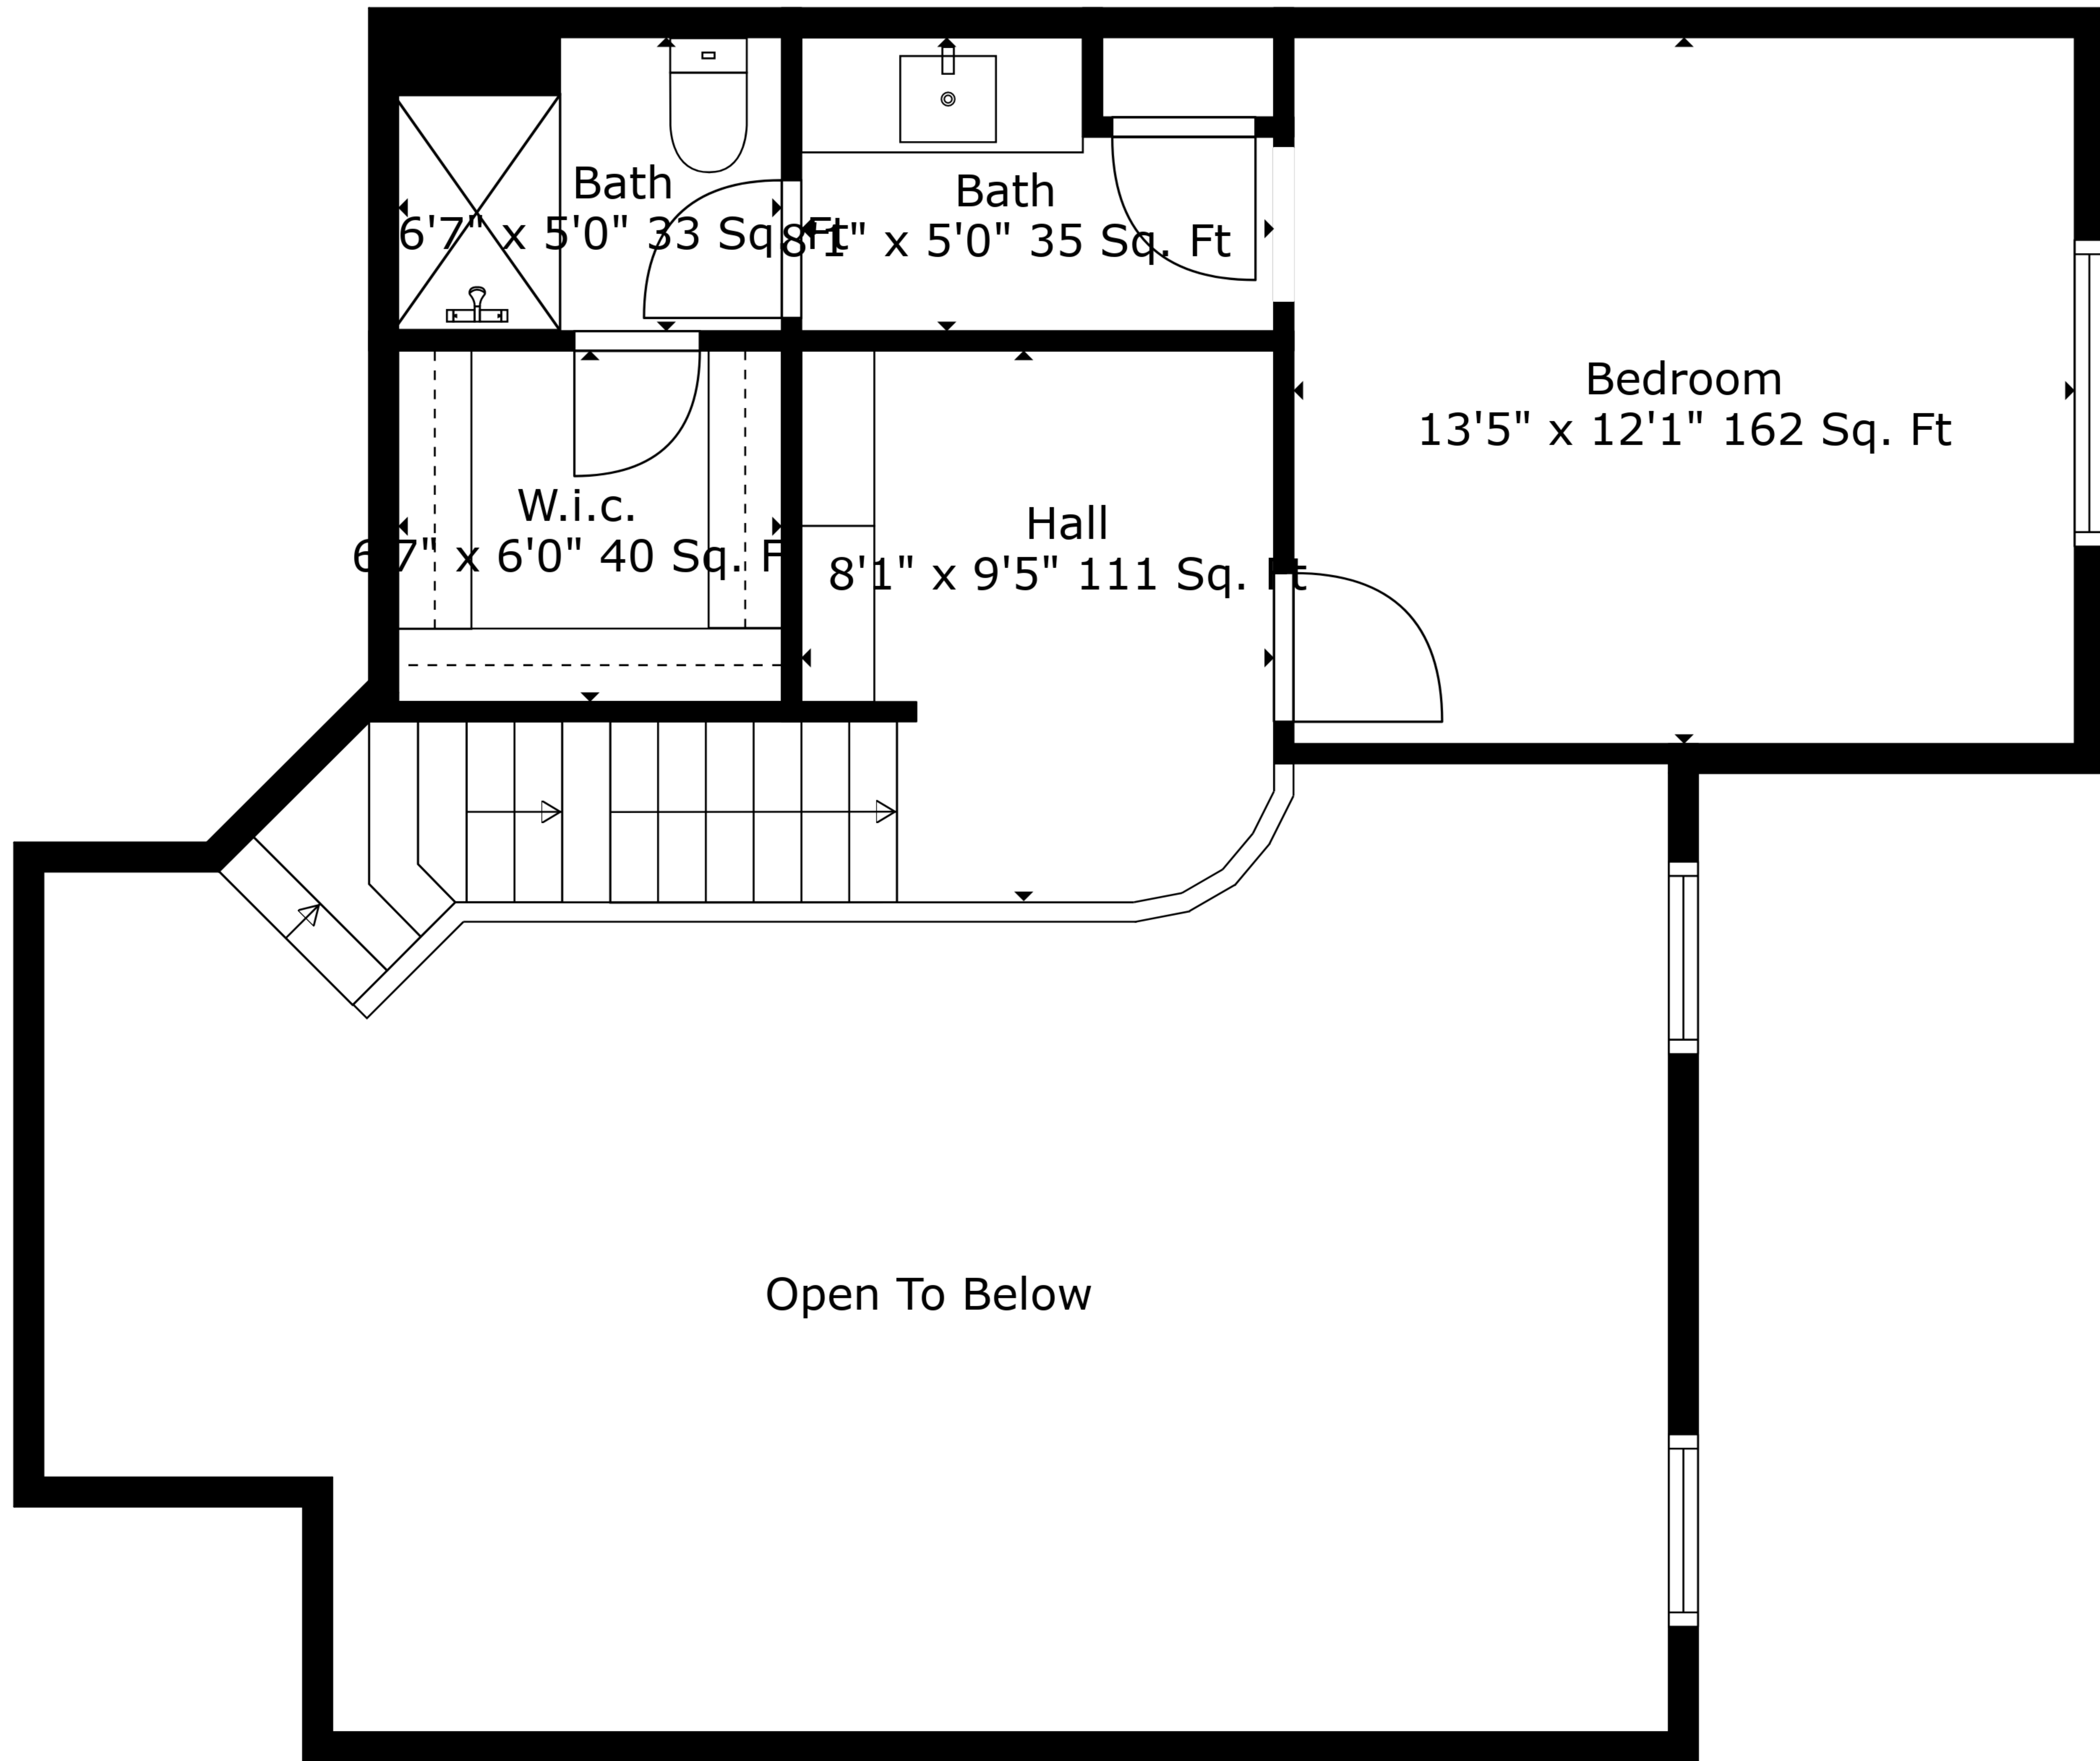 Bath
6'7" x 5'0" 33 Sq. Ft
Bath
8'1" x 5'0" 35 Sq. Ft
Bedroom
13'5" x 12'1" 162 Sq. Ft
W.i.c.
6'7" x 6'0" 40 Sq. Ft
Hall
8'1" x 9'5" 111 Sq. Ft
Open To Below